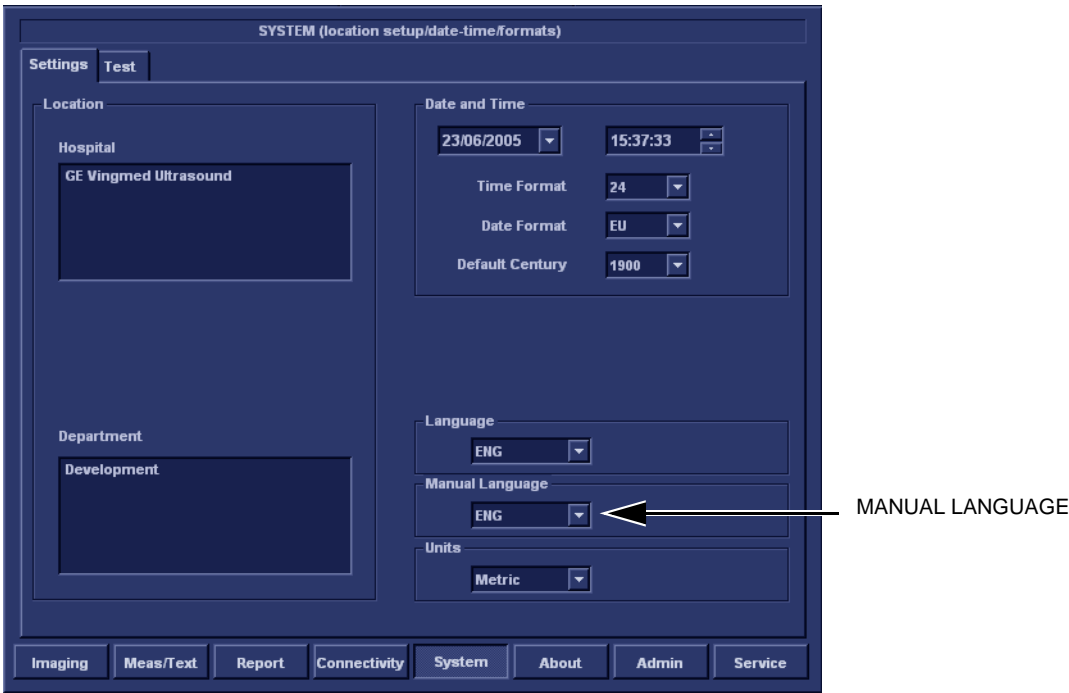 SYSTEM (location setup/date-time/formats)
Settings Test
Location
Hospital
GE Vingmed Ultrasound
Department
Development
Date and Time
23/06/2005 15:37:33
Time Format 24
Date Format EU
Default Century 1900
Language
ENG
Manual Language
ENG
MANUAL LANGUAGE
Units
Metric
Imaging Meas/Text Report Connectivity System About Admin Service